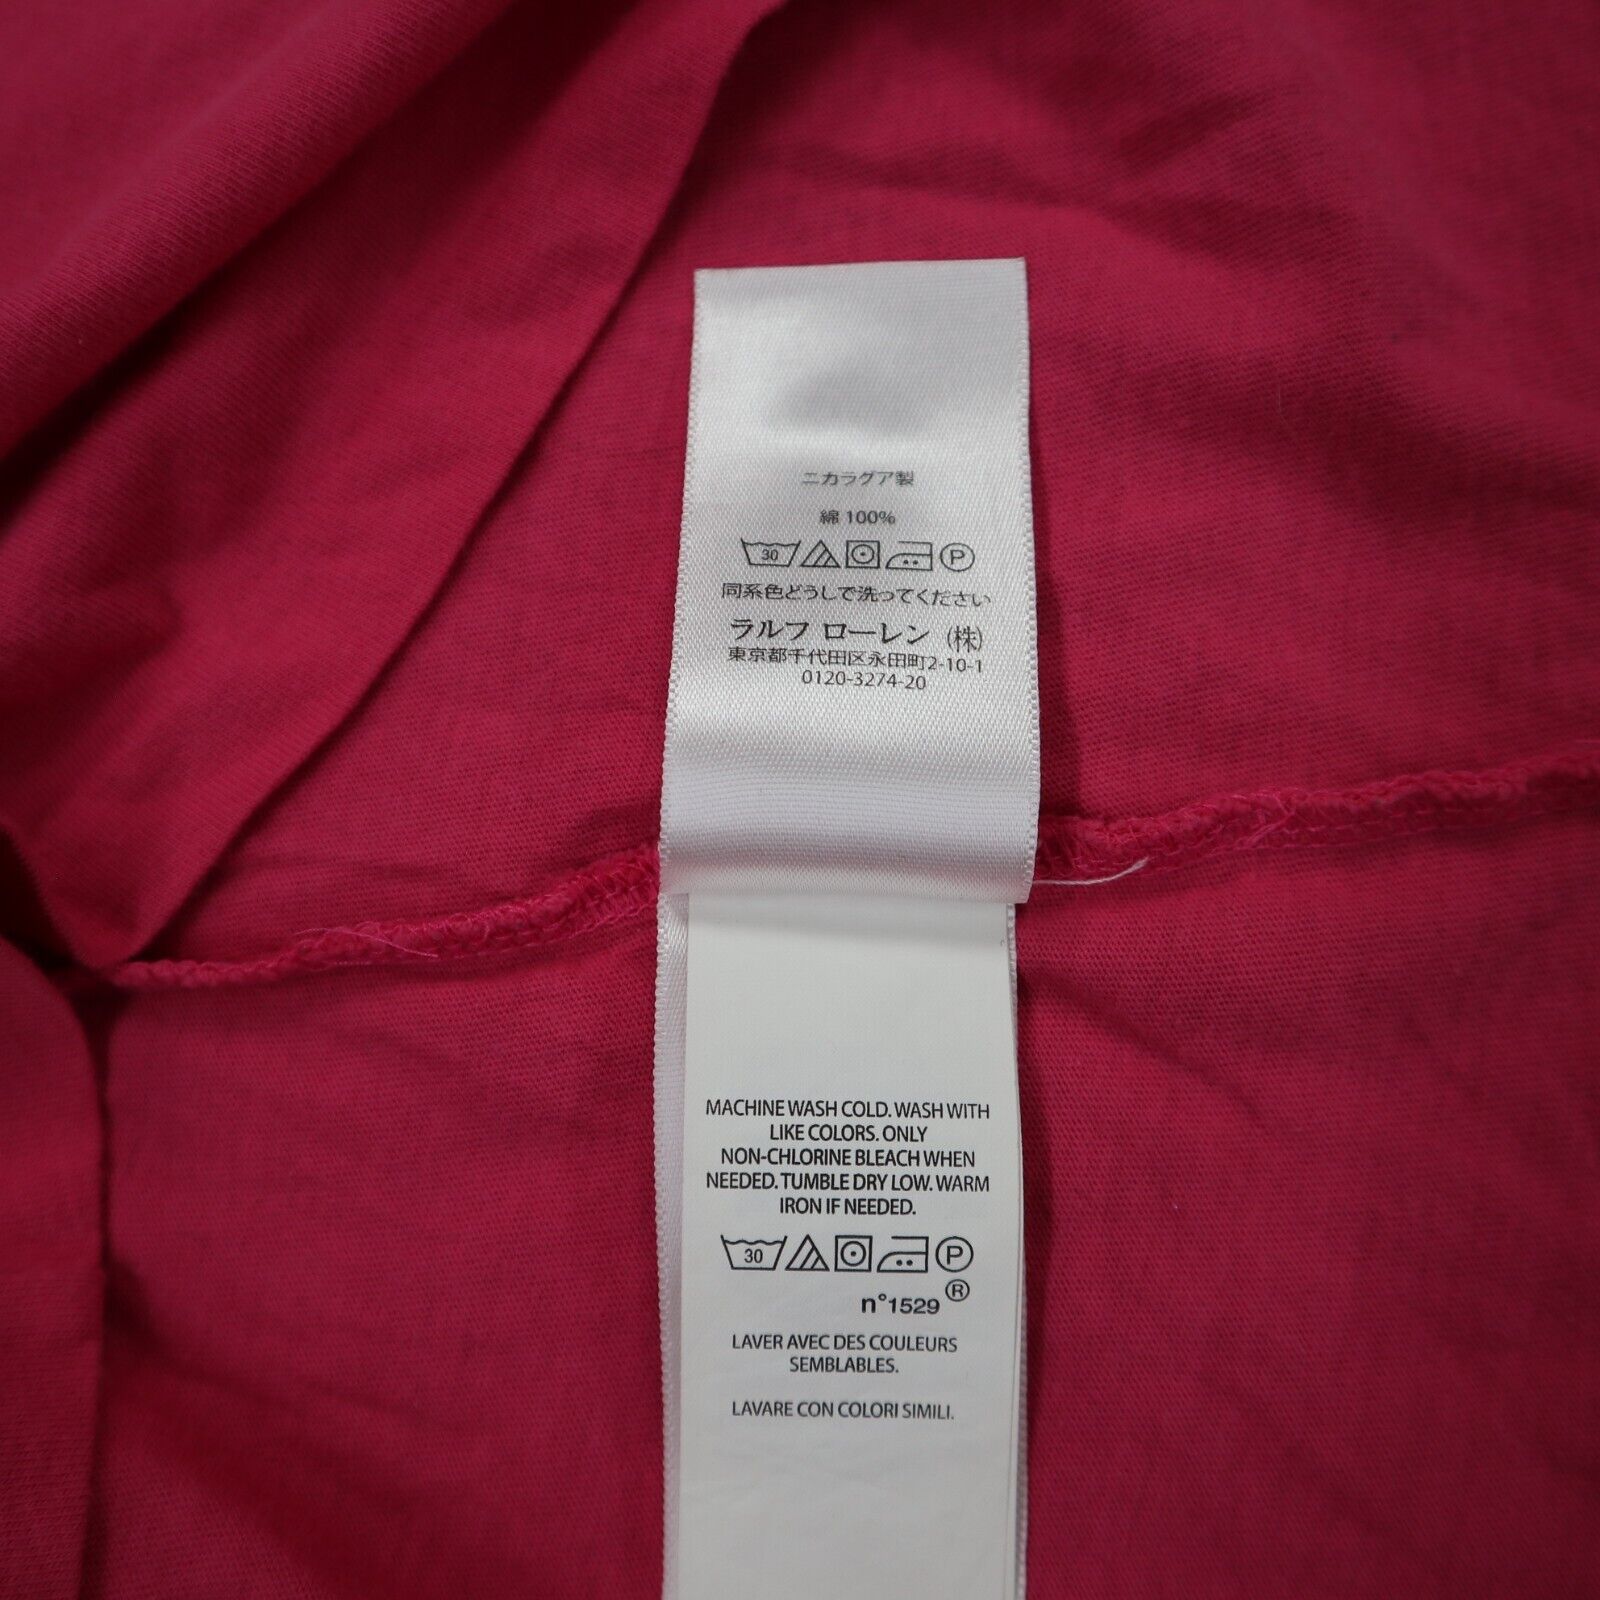 ニカラグア製
綿 100%
30 P
同系色どうしで洗ってください
ラルフ ローレン (株)
東京都千代田区永田町2-10-1
0120-3274-20
MACHINE WASH COLD. WASH WITH
LIKE COLORS. ONLY
NON-CHLORINE BLEACH WHEN
NEEDED. TUMBLE DRY LOW. WARM
IRON IF NEEDED.
30 P
n°1529 ®
LAVER AVEC DES COULEURS
SEMBLABLES.
LAVARE CON COLORI SIMILI.